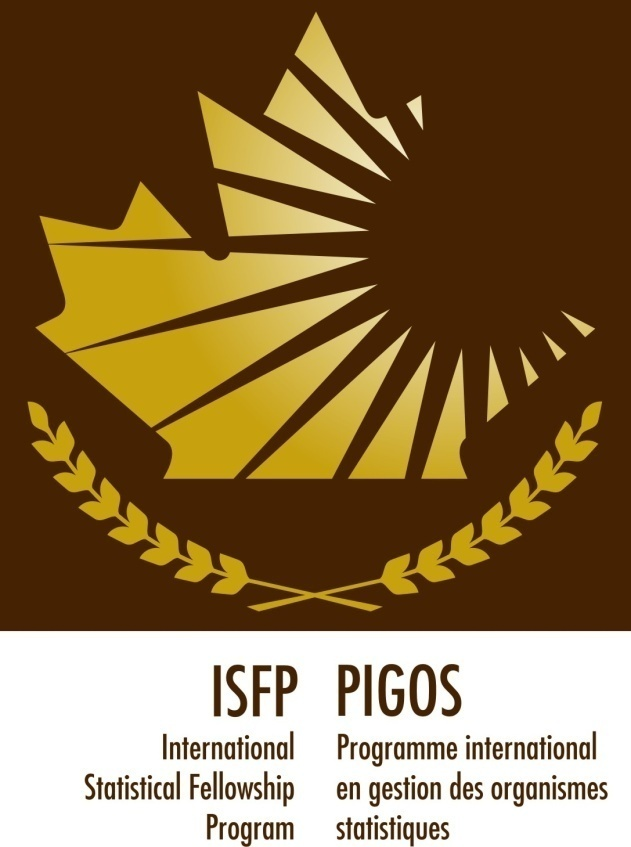 ISFP
International
Statistical Fellowship
Program
PIGOS
Programme international
en gestion des organismes
statistiques